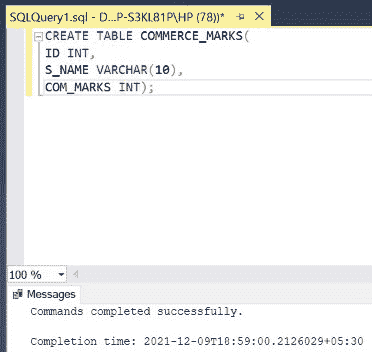 SQLQuery1.sql - D...P-S3KL81P\HP (78))*
CREATE TABLE COMMERCE_MARKS(
ID INT,
S_NAME VARCHAR(10),
COM_MARKS INT);
100 %
Messages
Commands completed successfully.
Completion time: 2021-12-09T18:59:00.2126029+05:30